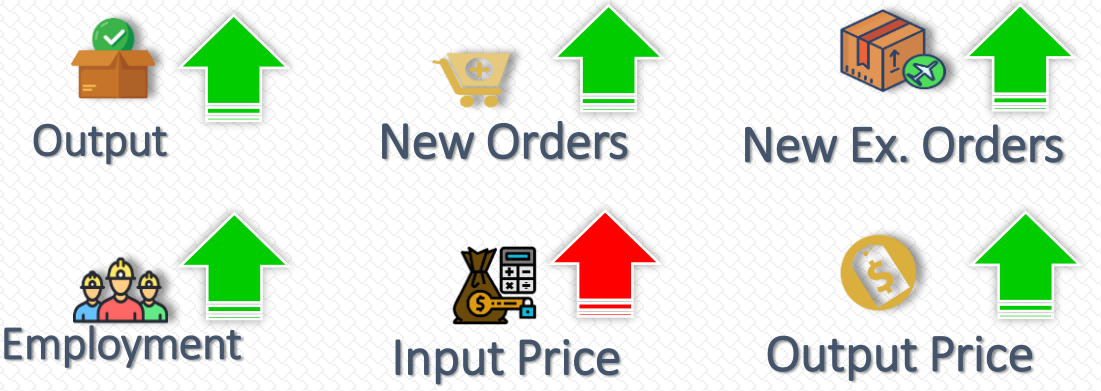 Output
New Orders
New Ex. Orders
Employment
Input Price
Output Price